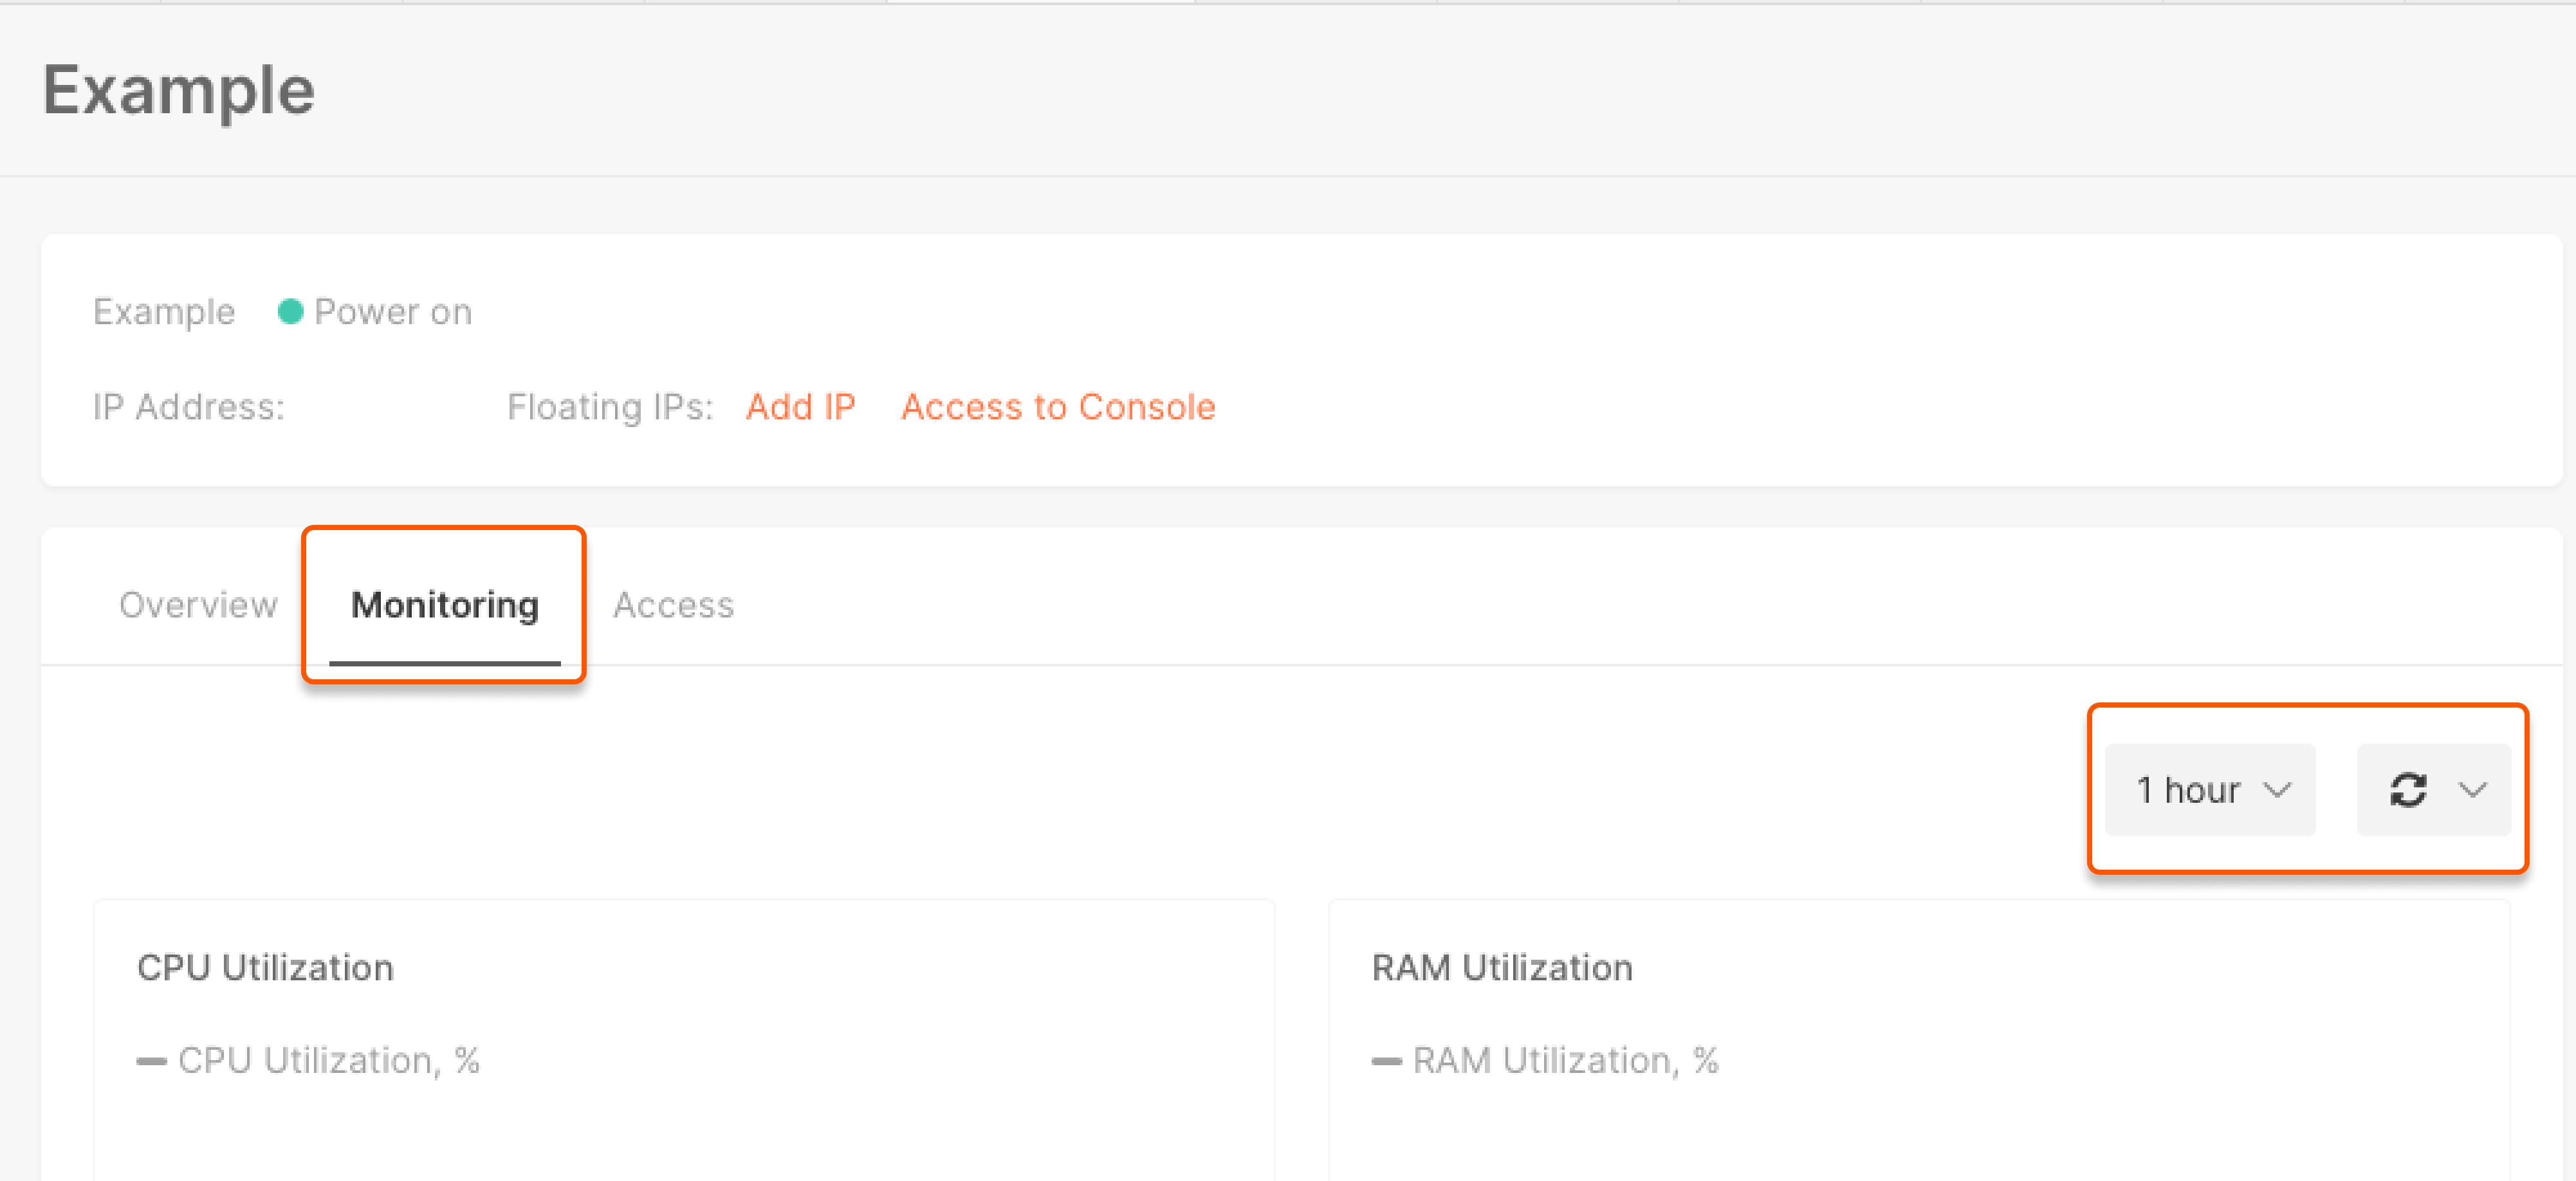 Example
Example Power on
IP Address: Floating IPs: Add IP Access to Console
Overview Monitoring Access
1 hour
CPU Utilization RAM Utilization
CPU Utilization, % RAM Utilization, %